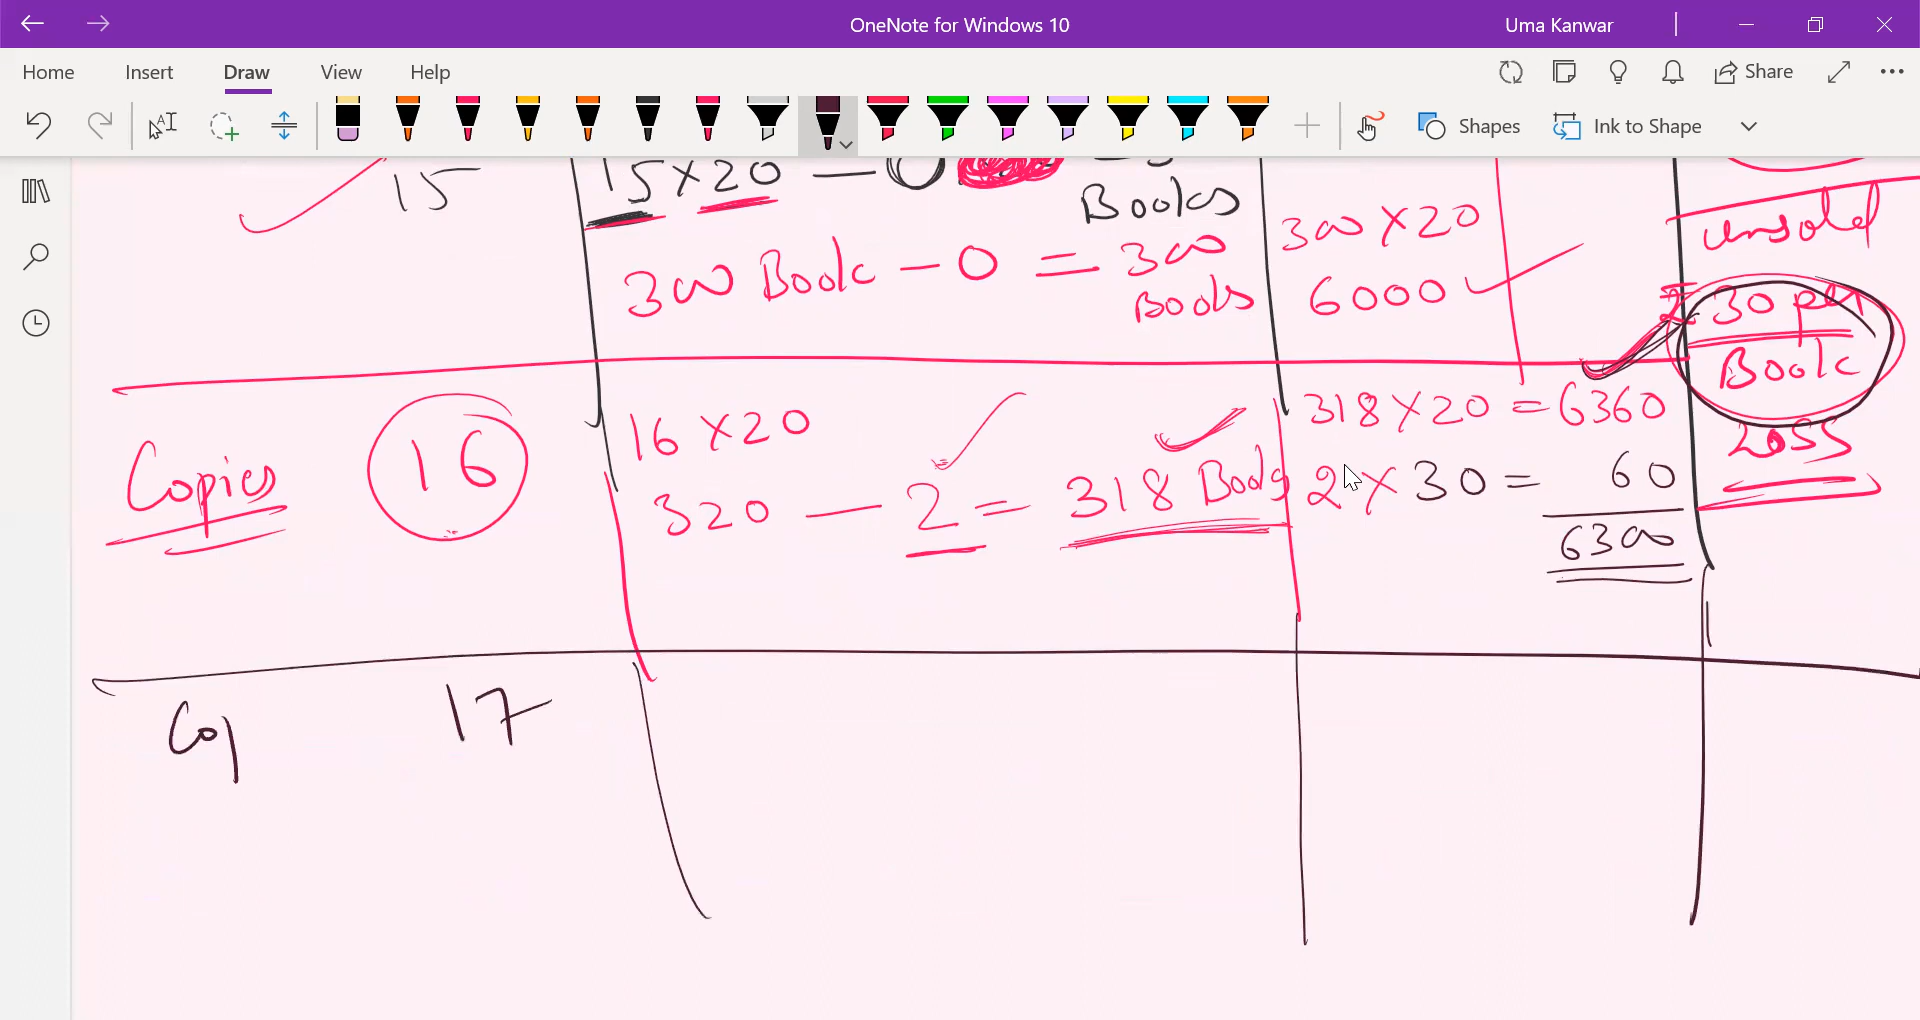 OneNote for Windows 10
Uma Kanwar
Home Insert Draw View Help
Share
Shapes
Ink to Shape
15
15 × 20 — 0
Books
300 Book — 0 = 300
Books
300 × 20
6000
unsold
30 per
Book
Loss
Copies 16
16 × 20
320 — 2 = 318 Books
318 × 20 = 6360
2 × 30 = 60
6300
Cop 17